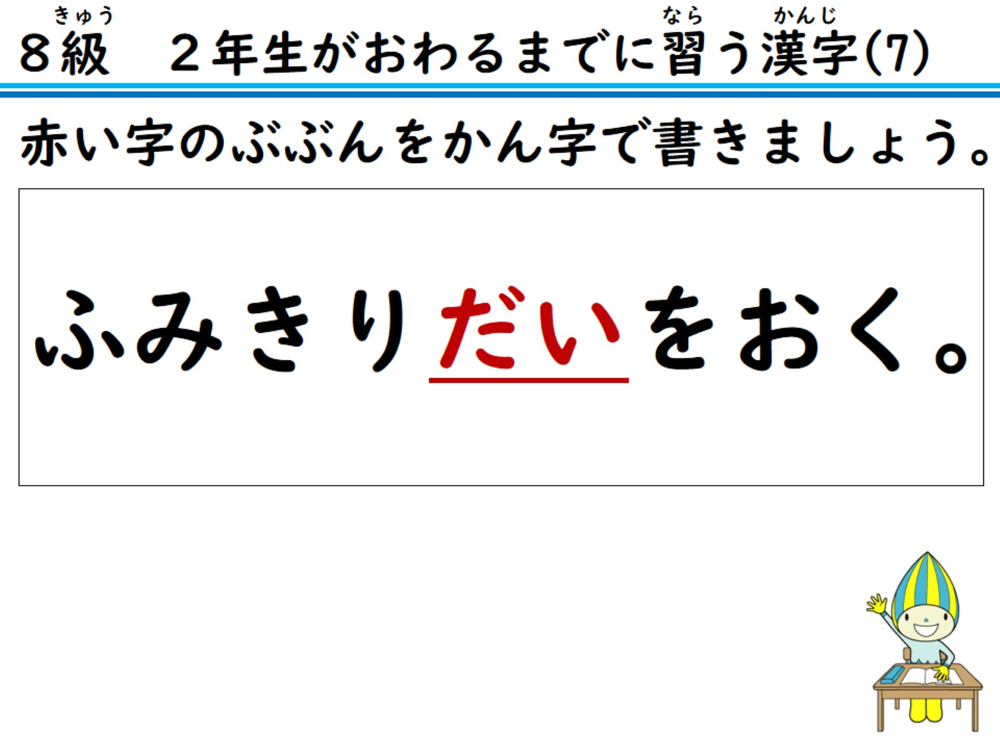 きゅう なら かんじ
８級　２年生がおわるまでに習う漢字(7)
赤い字のぶぶんをかん字で書きましょう。
ふみきりだいをおく。